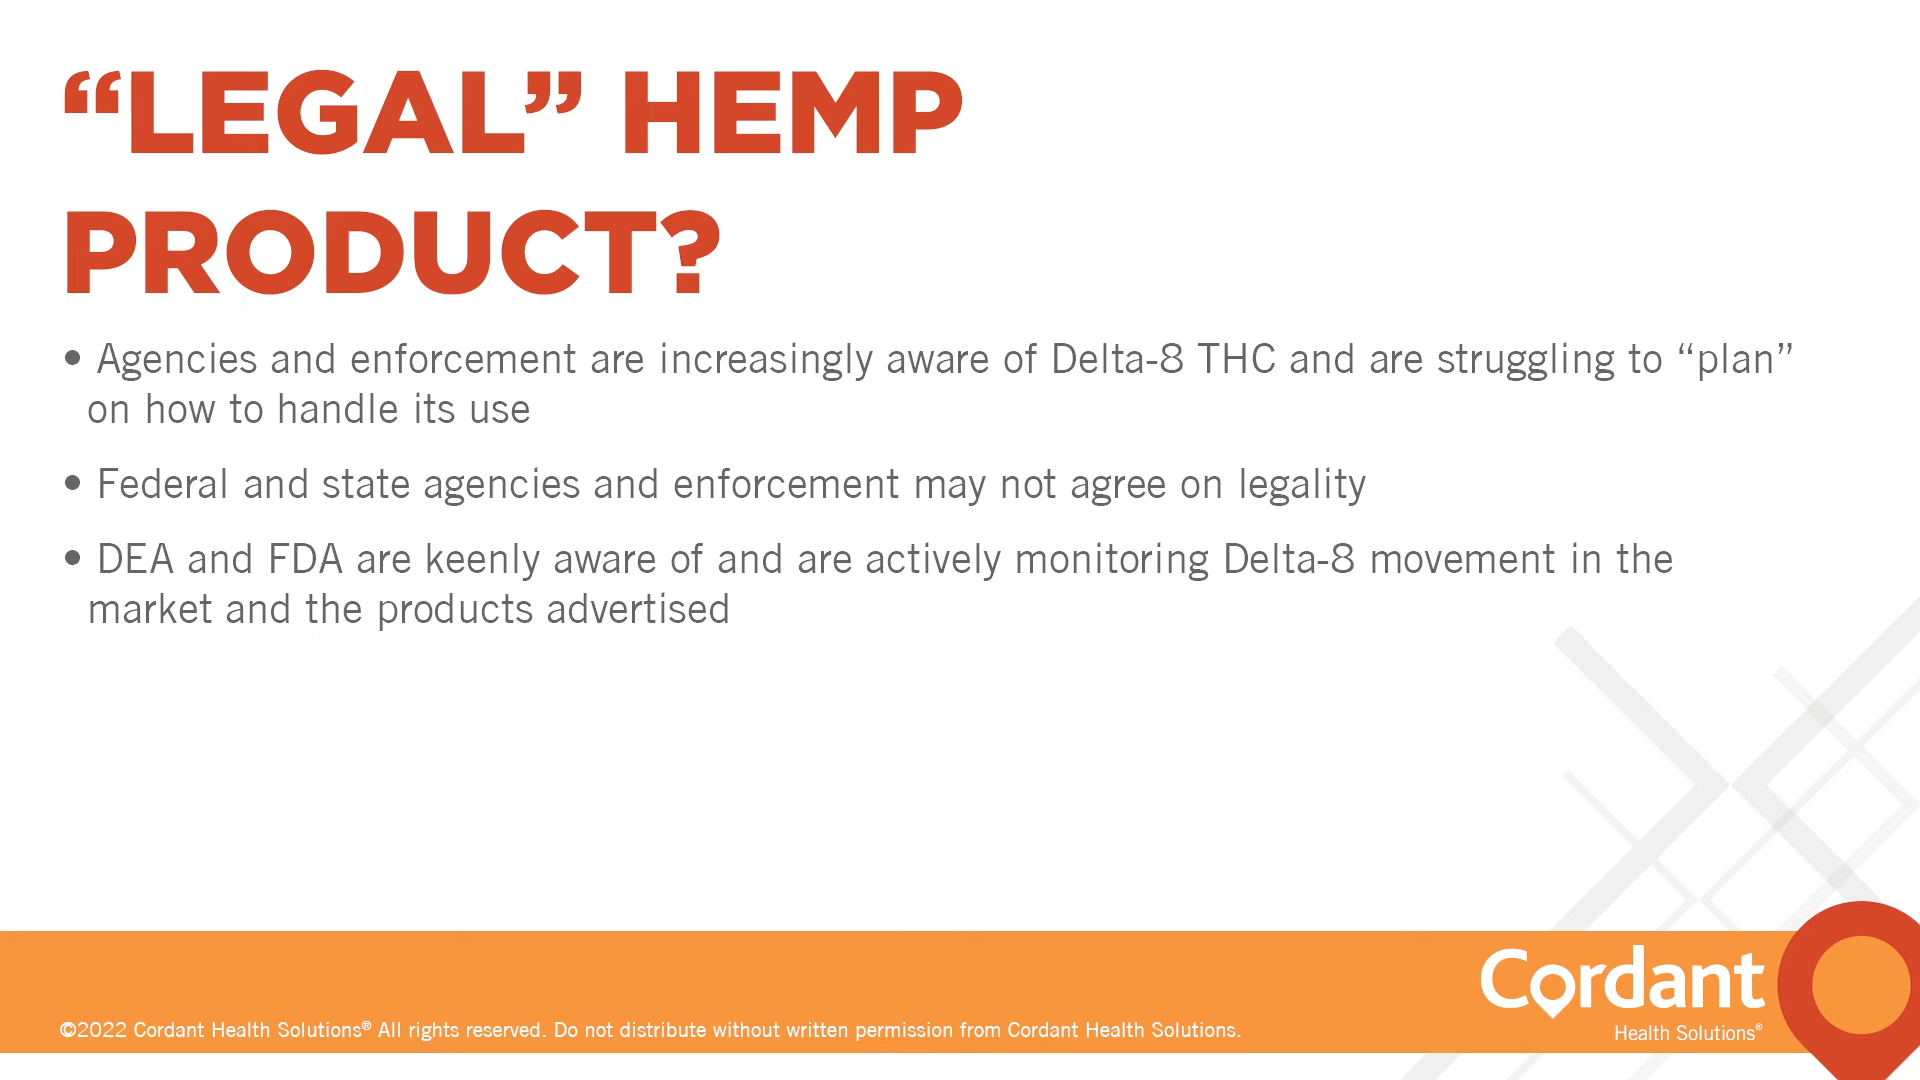 “LEGAL” HEMP
PRODUCT?
• Agencies and enforcement are increasingly aware of Delta-8 THC and are struggling to “plan”
on how to handle its use
• Federal and state agencies and enforcement may not agree on legality
• DEA and FDA are keenly aware of and are actively monitoring Delta-8 movement in the
market and the products advertised
Cordant
Health Solutions®
©2022 Cordant Health Solutions® All rights reserved. Do not distribute without written permission from Cordant Health Solutions.